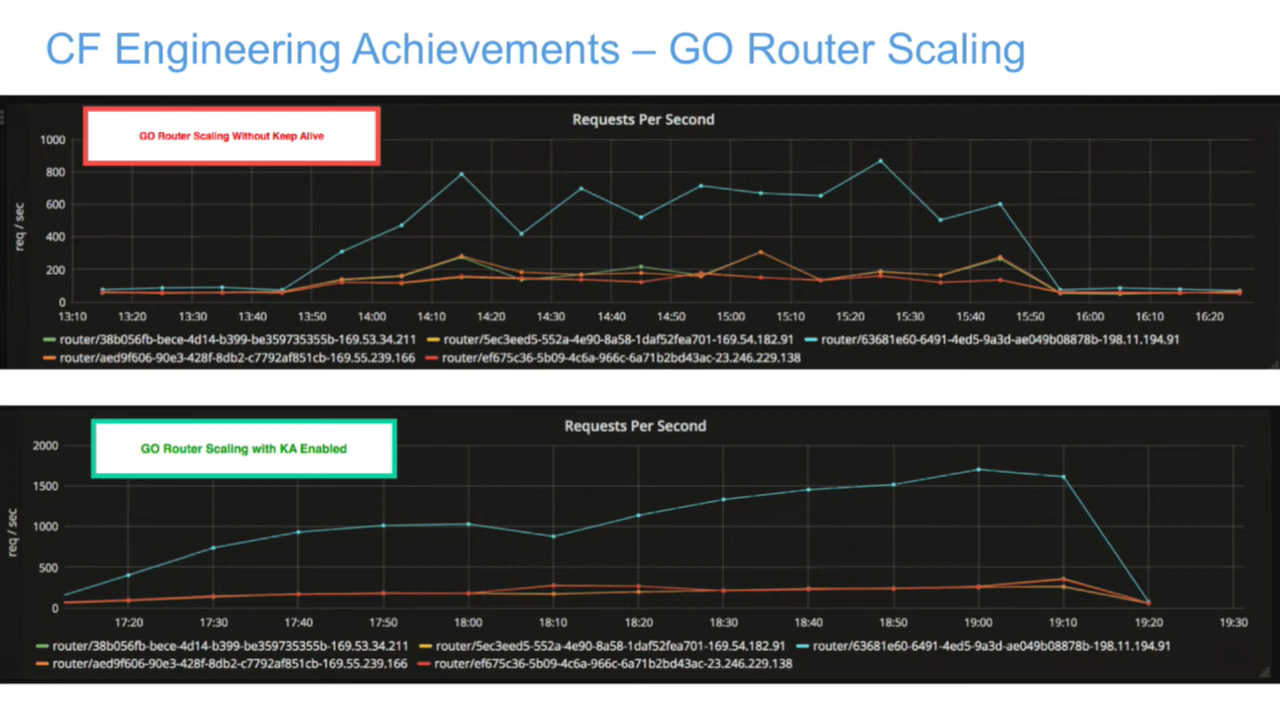 CF Engineering Achievements – GO Router Scaling
GO Router Scaling Without Keep Alive
Requests Per Second
req / sec
1000
800
600
400
200
0
13:10 13:20 13:30 13:40 13:50 14:00 14:10 14:20 14:30 14:40 14:50 15:00 15:10 15:20 15:30 15:40 15:50 16:00 16:10 16:20
router/38b056fb-bece-4d14-b399-be359735355b-169.53.34.211 router/5ec3eed5-552a-4e90-8a58-1daf52fea701-169.54.182.91 router/63681e60-6491-4ed5-9a3d-ae049b08878b-198.11.194.91
router/aed9f606-90e3-428f-8db2-c7792af851cb-169.55.239.166 router/ef675c36-5b09-4c6a-966c-6a71b2bd43ac-23.246.229.138
GO Router Scaling with KA Enabled
Requests Per Second
req / sec
2000
1500
1000
500
0
17:20 17:30 17:40 17:50 18:00 18:10 18:20 18:30 18:40 18:50 19:00 19:10 19:20 19:30
router/38b056fb-bece-4d14-b399-be359735355b-169.53.34.211 router/5ec3eed5-552a-4e90-8a58-1daf52fea701-169.54.182.91 router/63681e60-6491-4ed5-9a3d-ae049b08878b-198.11.194.91
router/aed9f606-90e3-428f-8db2-c7792af851cb-169.55.239.166 router/ef675c36-5b09-4c6a-966c-6a71b2bd43ac-23.246.229.138